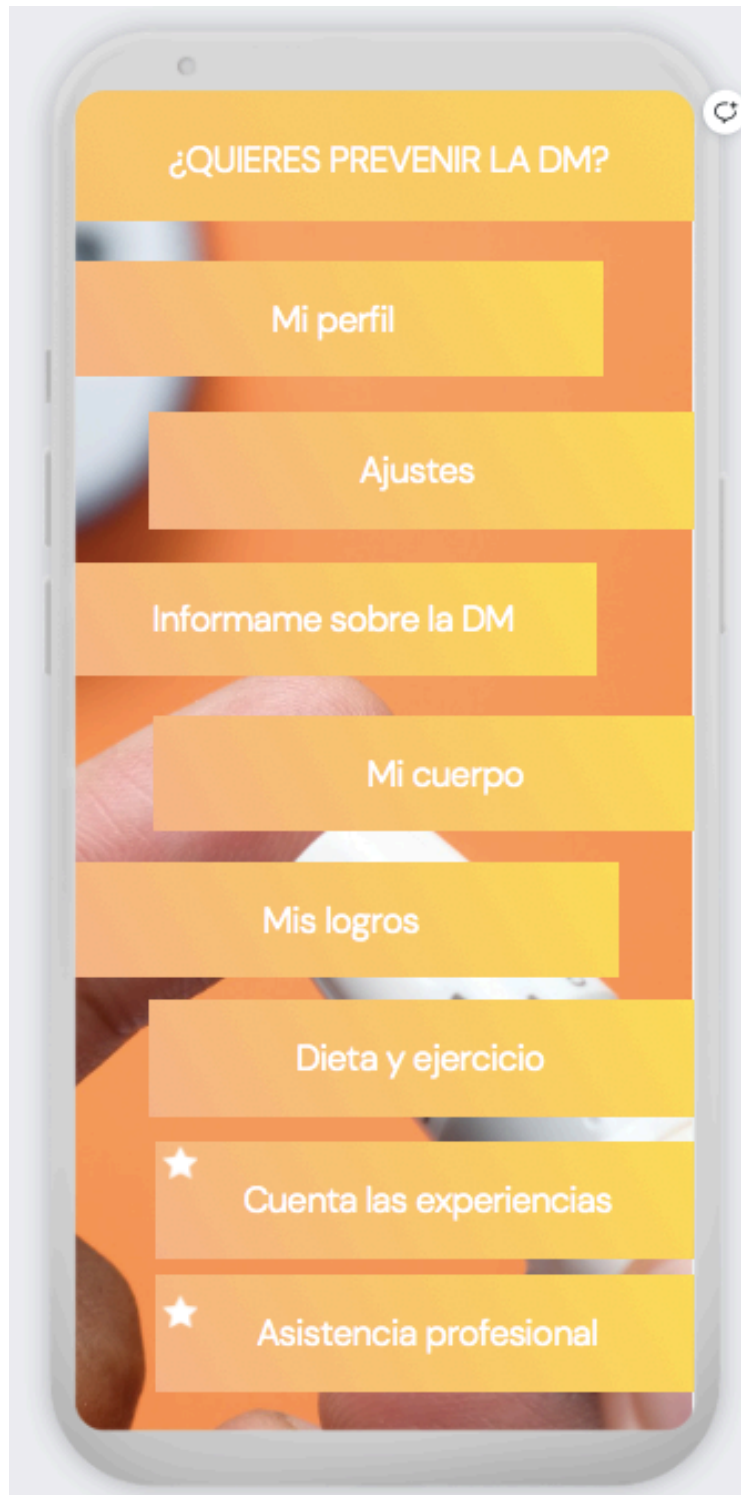 ¿QUIERES PREVENIR LA DM?
Mi perfil
Ajustes
Informame sobre la DM
Mi cuerpo
Mis logros
Dieta y ejercicio
Cuenta las experiencias
Asistencia profesional